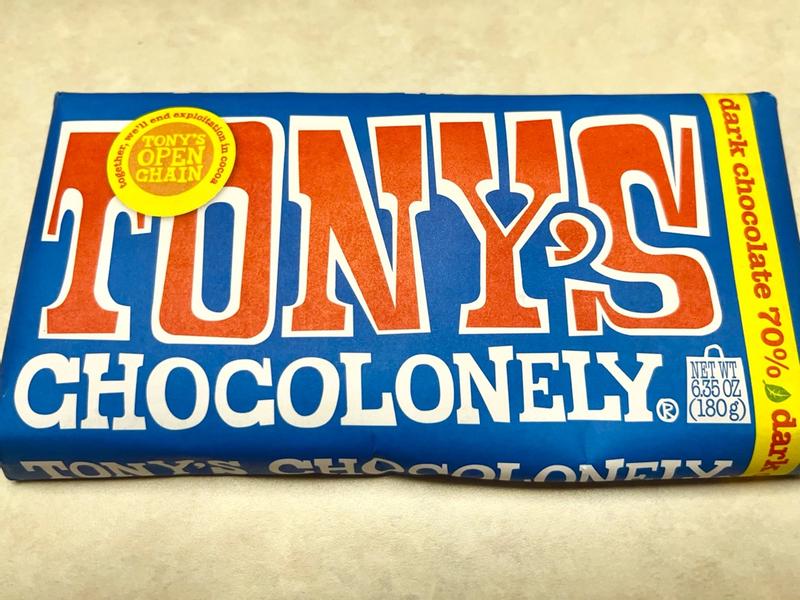 together, we'll end exploitation in cocoa
TONY'S
OPEN
CHAIN
TONY'S
CHOCOLONELY®
NET WT
6.35 OZ
(180g)
dark chocolate 70% dark
TONY'S CHOCOLONELY